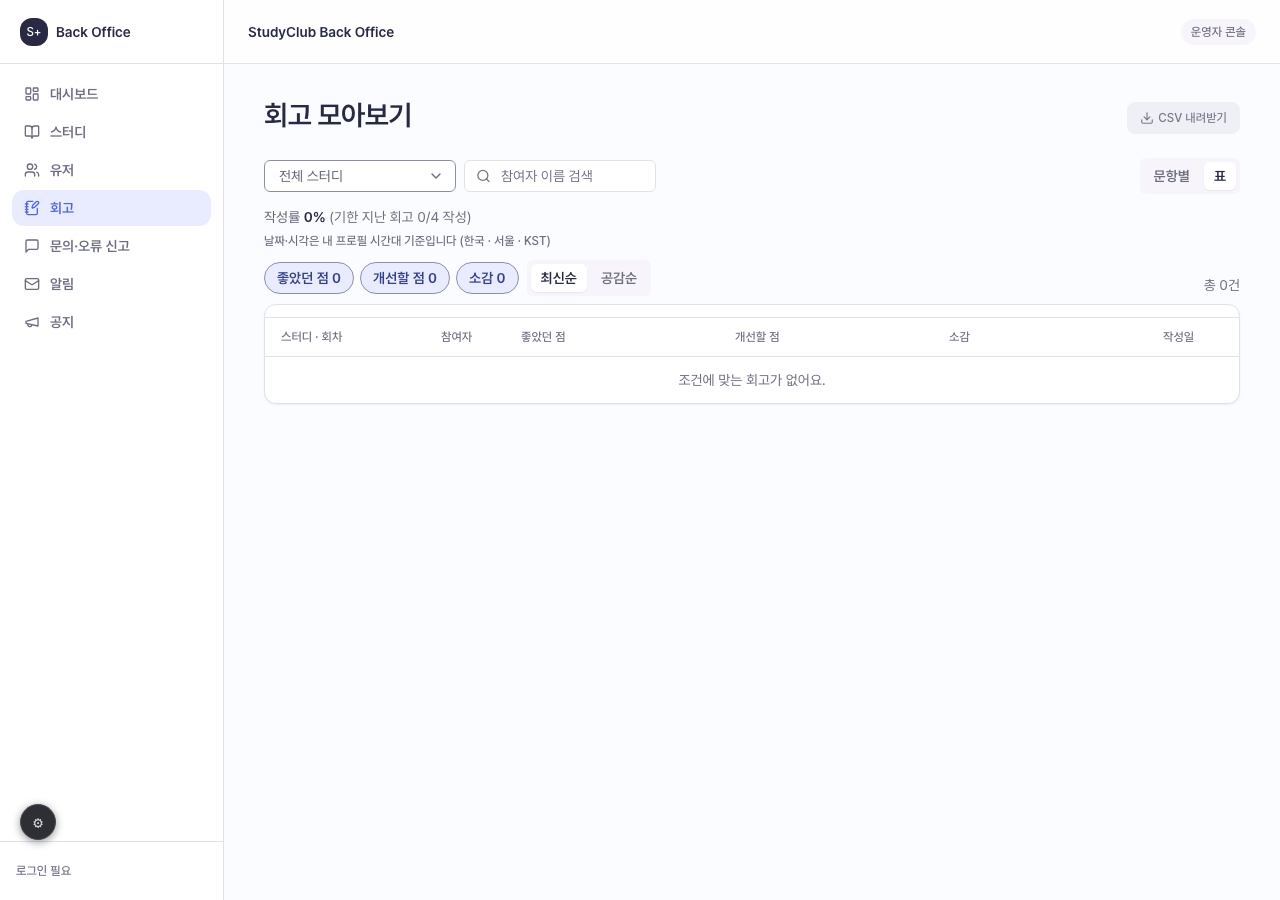 S+ Back Office
StudyClub Back Office
운영자 콘솔
대시보드
스터디
유저
회고
문의·오류 신고
알림
공지
로그인 필요
회고 모아보기
CSV 내려받기
전체 스터디
참여자 이름 검색
문항별 표
작성률 0% (기한 지난 회고 0/4 작성)
날짜·시각은 내 프로필 시간대 기준입니다 (한국 · 서울 · KST)
좋았던 점 0 개선할 점 0 소감 0 최신순 공감순
총 0건
스터디 · 회차 참여자 좋았던 점 개선할 점 소감 작성일
조건에 맞는 회고가 없어요.